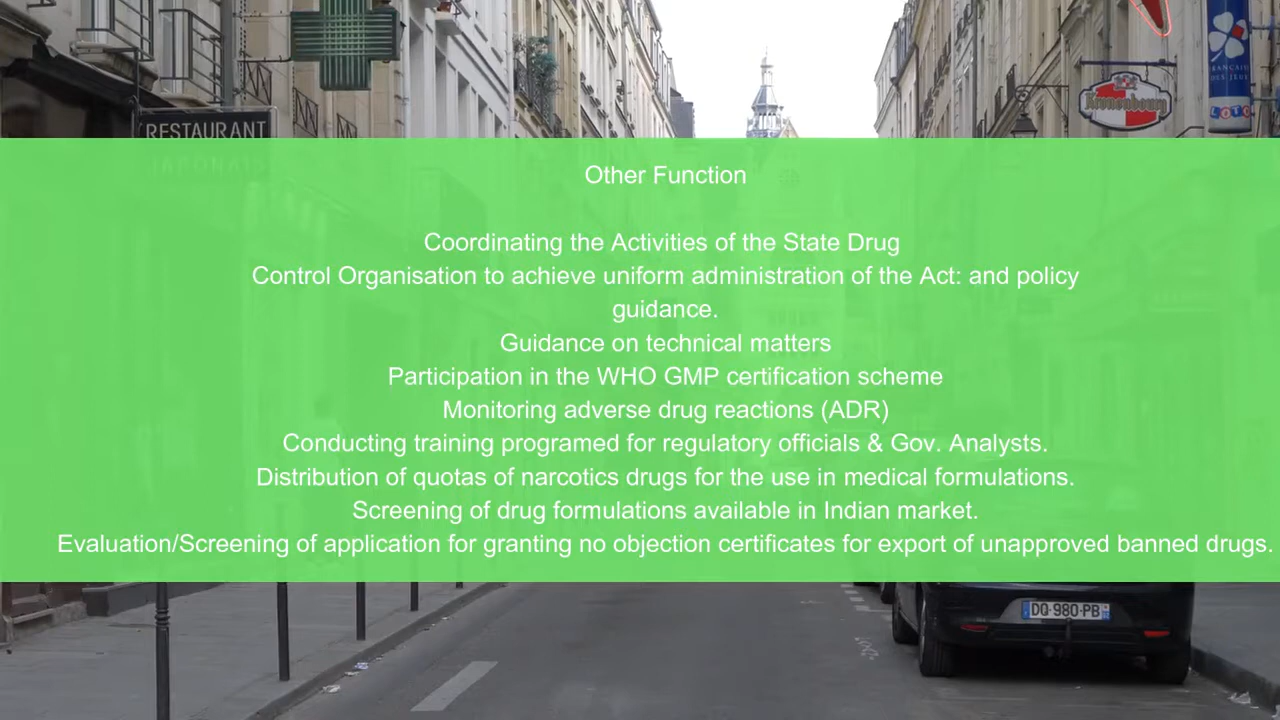 RESTAURANT
Kronenbourg
FRANÇAISE
DES JEUX
LOTO
Other Function
Coordinating the Activities of the State Drug
Control Organisation to achieve uniform administration of the Act: and policy
guidance.
Guidance on technical matters
Participation in the WHO GMP certification scheme
Monitoring adverse drug reactions (ADR)
Conducting training programed for regulatory officials & Gov. Analysts.
Distribution of quotas of narcotics drugs for the use in medical formulations.
Screening of drug formulations available in Indian market.
Evaluation/Screening of application for granting no objection certificates for export of unapproved banned drugs.
DQ-980-PB